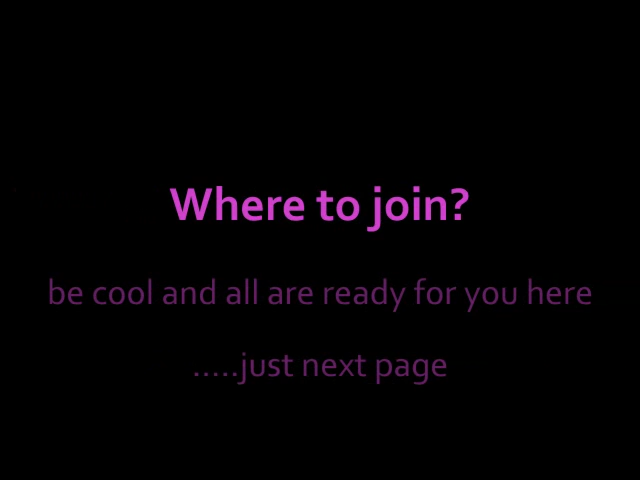 Where to join?
be cool and all are ready for you here
.....just next page